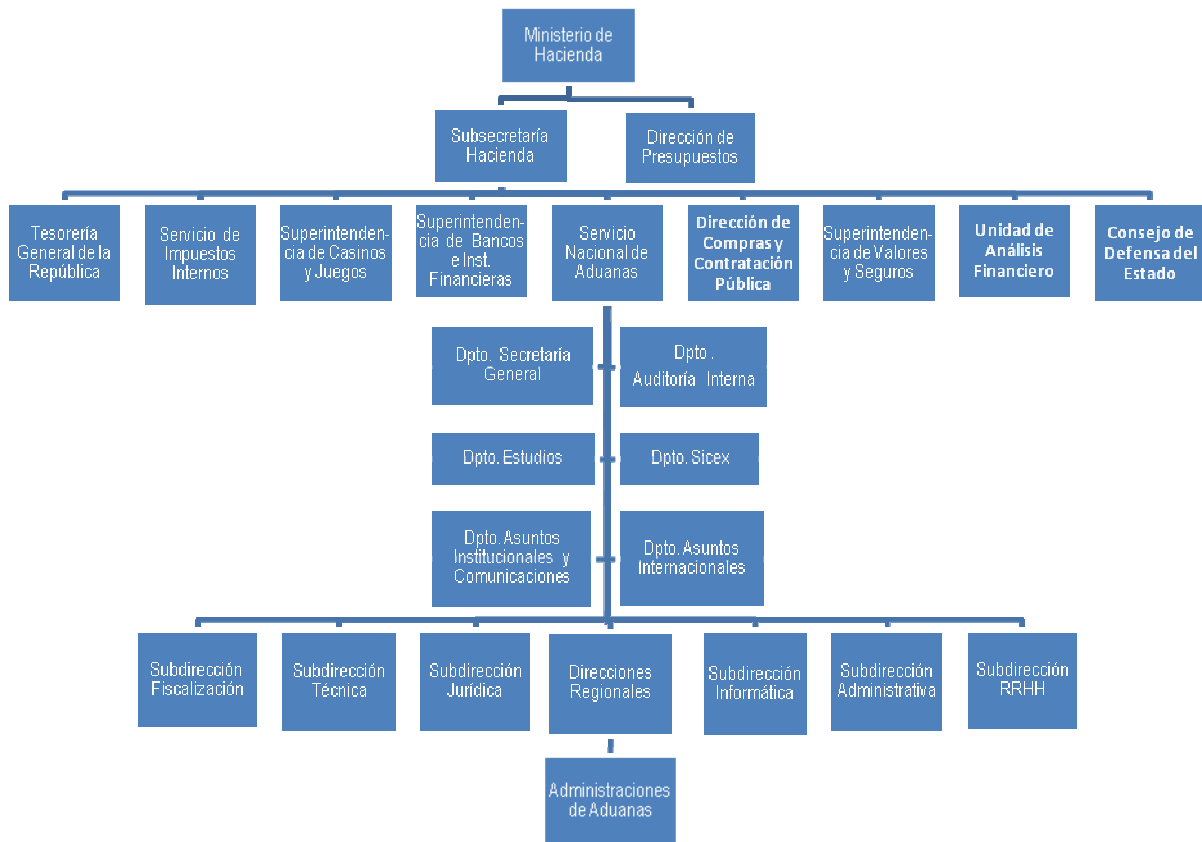 Ministerio de
Hacienda
Subsecretaría
Hacienda
Dirección de
Presupuestos
Tesorería
General de la
República
Servicio de
Impuestos
Internos
Superintenden-
cia de Casinos
y Juegos
Superintenden-
cia de Bancos
e Inst.
Financieras
Servicio
Nacional de
Aduanas
Dirección de
Compras y
Contratación
Pública
Superintenden-
cia de Valores
y Seguros
Unidad de
Análisis
Financiero
Consejo de
Defensa del
Estado
Dpto. Secretaría
General
Dpto.
Auditoría Interna
Dpto. Estudios
Dpto. Sicex
Dpto. Asuntos
Institucionales y
Comunicaciones
Dpto. Asuntos
Internacionales
Subdirección
Fiscalización
Subdirección
Técnica
Subdirección
Jurídica
Direcciones
Regionales
Subdirección
Informática
Subdirección
Administrativa
Subdirección
RRHH
Administraciones
de Aduanas